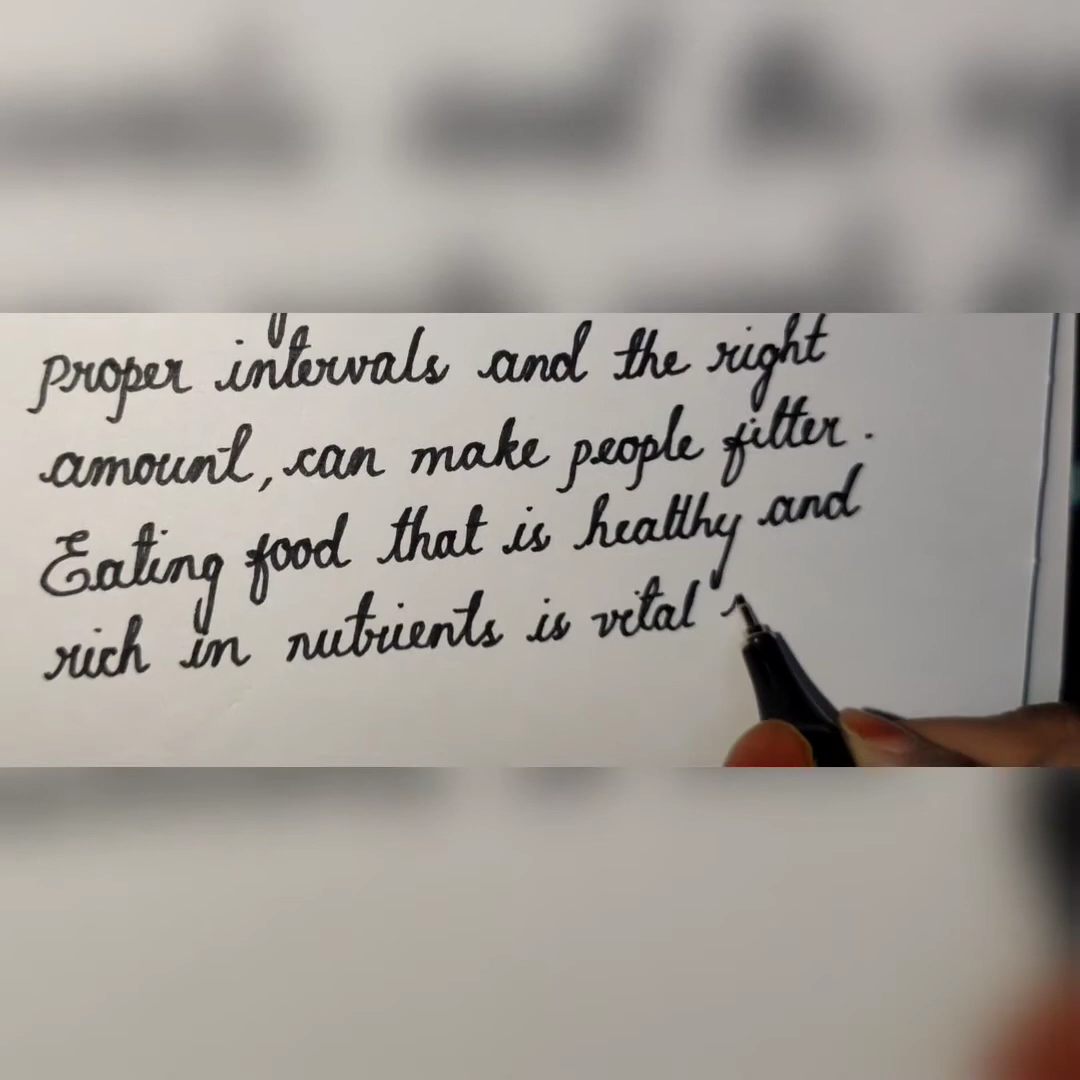 proper intervals and the right
amount, can make people fitter.
Eating food that is healthy and
rich in nutrients is vital